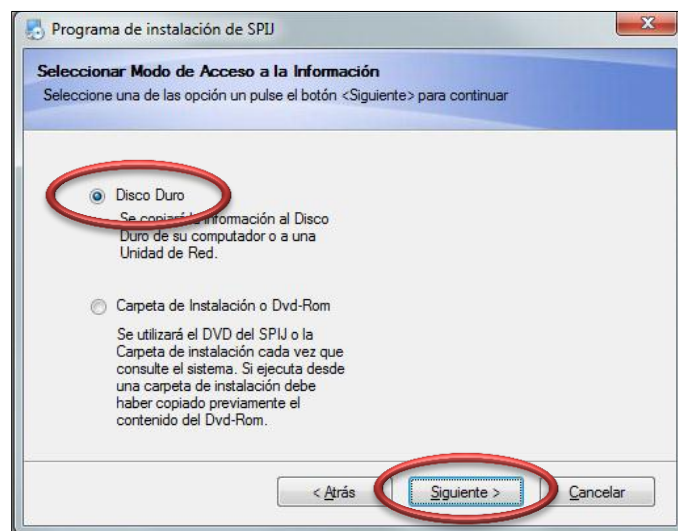 Programa de instalación de SPIJ
Seleccionar Modo de Acceso a la Información
Seleccione una de las opción un pulse el botón <Siguiente> para continuar
Disco Duro
Se copiará la información al Disco
Duro de su computador o a una
Unidad de Red.
Carpeta de Instalación o Dvd-Rom
Se utilizará el DVD del SPIJ o la
Carpeta de instalación cada vez que
consulte el sistema. Si ejecuta desde
una carpeta de instalación debe
haber copiado previamente el
contenido del Dvd-Rom.
< Atrás Siguiente > Cancelar